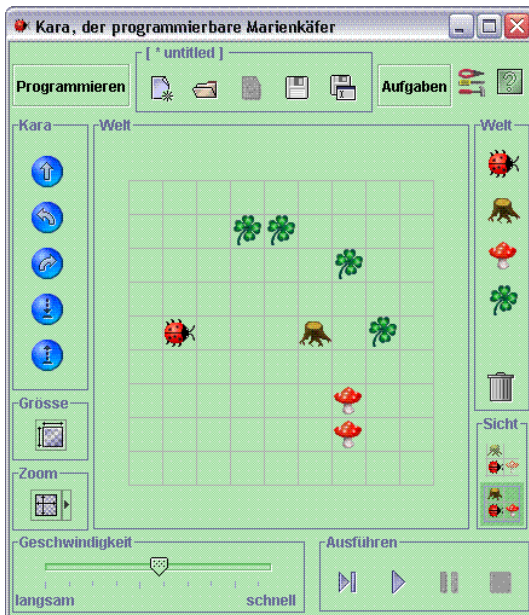 Kara, der programmierbare Marienkäfer
[ * untitled ]
Programmieren
Aufgaben
Kara
Welt
Welt
Grösse
Sicht
Zoom
Geschwindigkeit
langsam
schnell
Ausführen